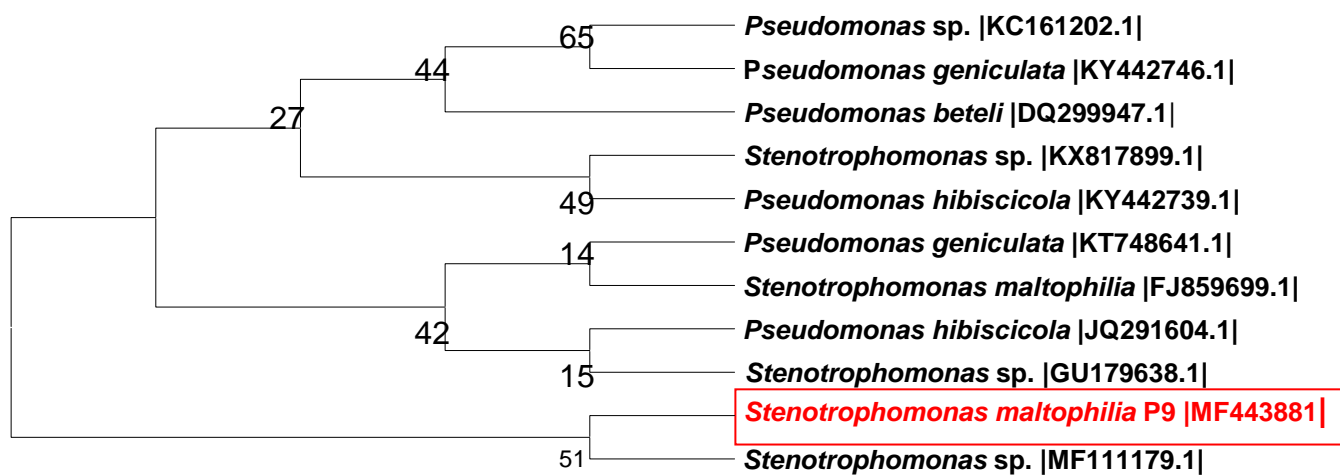 65
Pseudomonas sp. |KC161202.1|
44
Pseudomonas geniculata |KY442746.1|
27
Pseudomonas beteli |DQ299947.1|
Stenotrophomonas sp. |KX817899.1|
49
Pseudomonas hibiscicola |KY442739.1|
14
Pseudomonas geniculata |KT748641.1|
Stenotrophomonas maltophilia |FJ859699.1|
42
Pseudomonas hibiscicola |JQ291604.1|
15
Stenotrophomonas sp. |GU179638.1|
Stenotrophomonas maltophilia P9 |MF443881|
51
Stenotrophomonas sp. |MF111179.1|